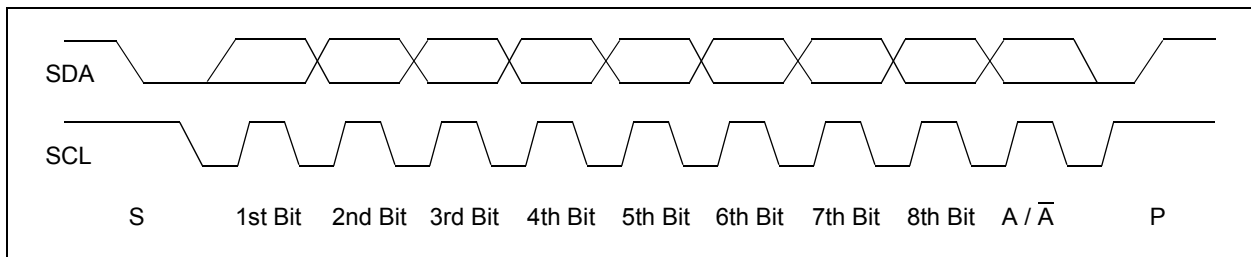 SDA
SCL
S 1st Bit 2nd Bit 3rd Bit 4th Bit 5th Bit 6th Bit 7th Bit 8th Bit A / A̅ P